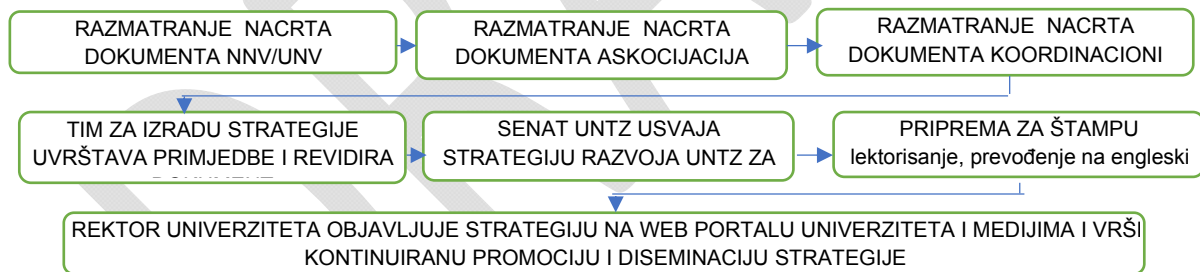 RAZMATRANJE NACRTA
DOKUMENTA NNV/UNV
RAZMATRANJE NACRTA
DOKUMENTA ASKOCIJACIJA
RAZMATRANJE NACRTA
DOKUMENTA KOORDINACIONI
TIM ZA IZRADU STRATEGIJE
UVRŠTAVA PRIMJEDBE I REVIDIRA
SENAT UNTZ USVAJA
STRATEGIJU RAZVOJA UNTZ ZA
PRIPREMA ZA ŠTAMPU
lektorisanje, prevođenje na engleski
REKTOR UNIVERZITETA OBJAVLJUJE STRATEGIJU NA WEB PORTALU UNIVERZITETA I MEDIJIMA I VRŠI
KONTINUIRANU PROMOCIJU I DISEMINACIJU STRATEGIJE